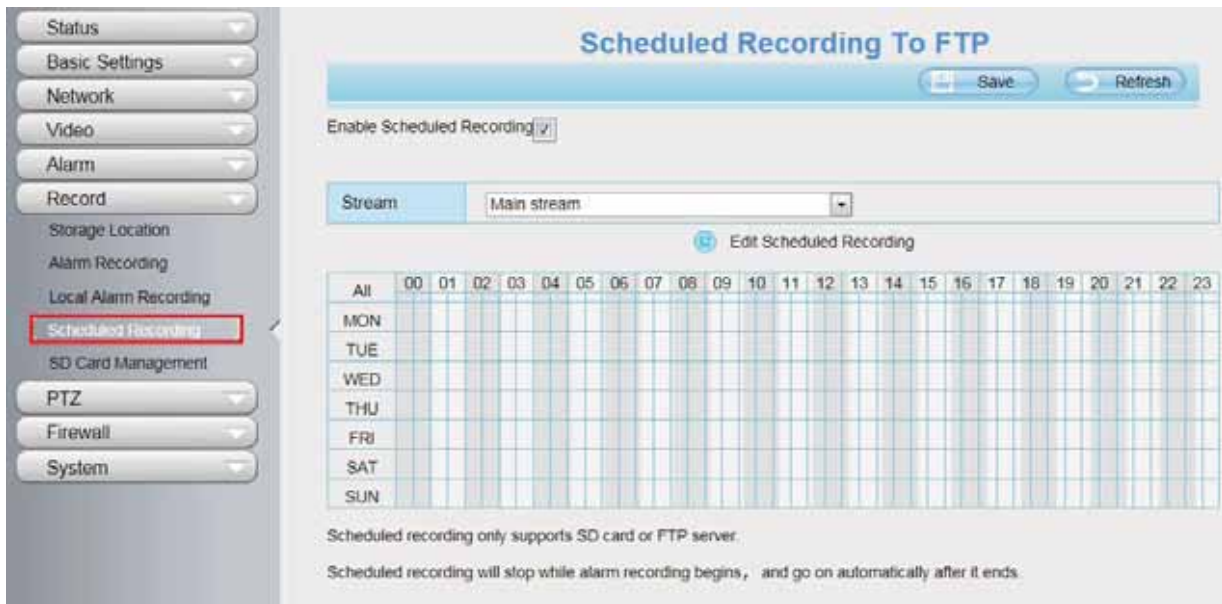 Status
Basic Settings
Network
Video
Alarm
Record
Storage Location
Alarm Recording
Local Alarm Recording
Scheduled Recording
SD Card Management
PTZ
Firewall
System
Scheduled Recording To FTP
Save Refresh
Enable Scheduled Recording
Stream Main stream
Edit Scheduled Recording
All 00 01 02 03 04 05 06 07 08 09 10 11 12 13 14 15 16 17 18 19 20 21 22 23
MON
TUE
WED
THU
FRI
SAT
SUN
Scheduled recording only supports SD card or FTP server.
Scheduled recording will stop while alarm recording begins, and go on automatically after it ends.